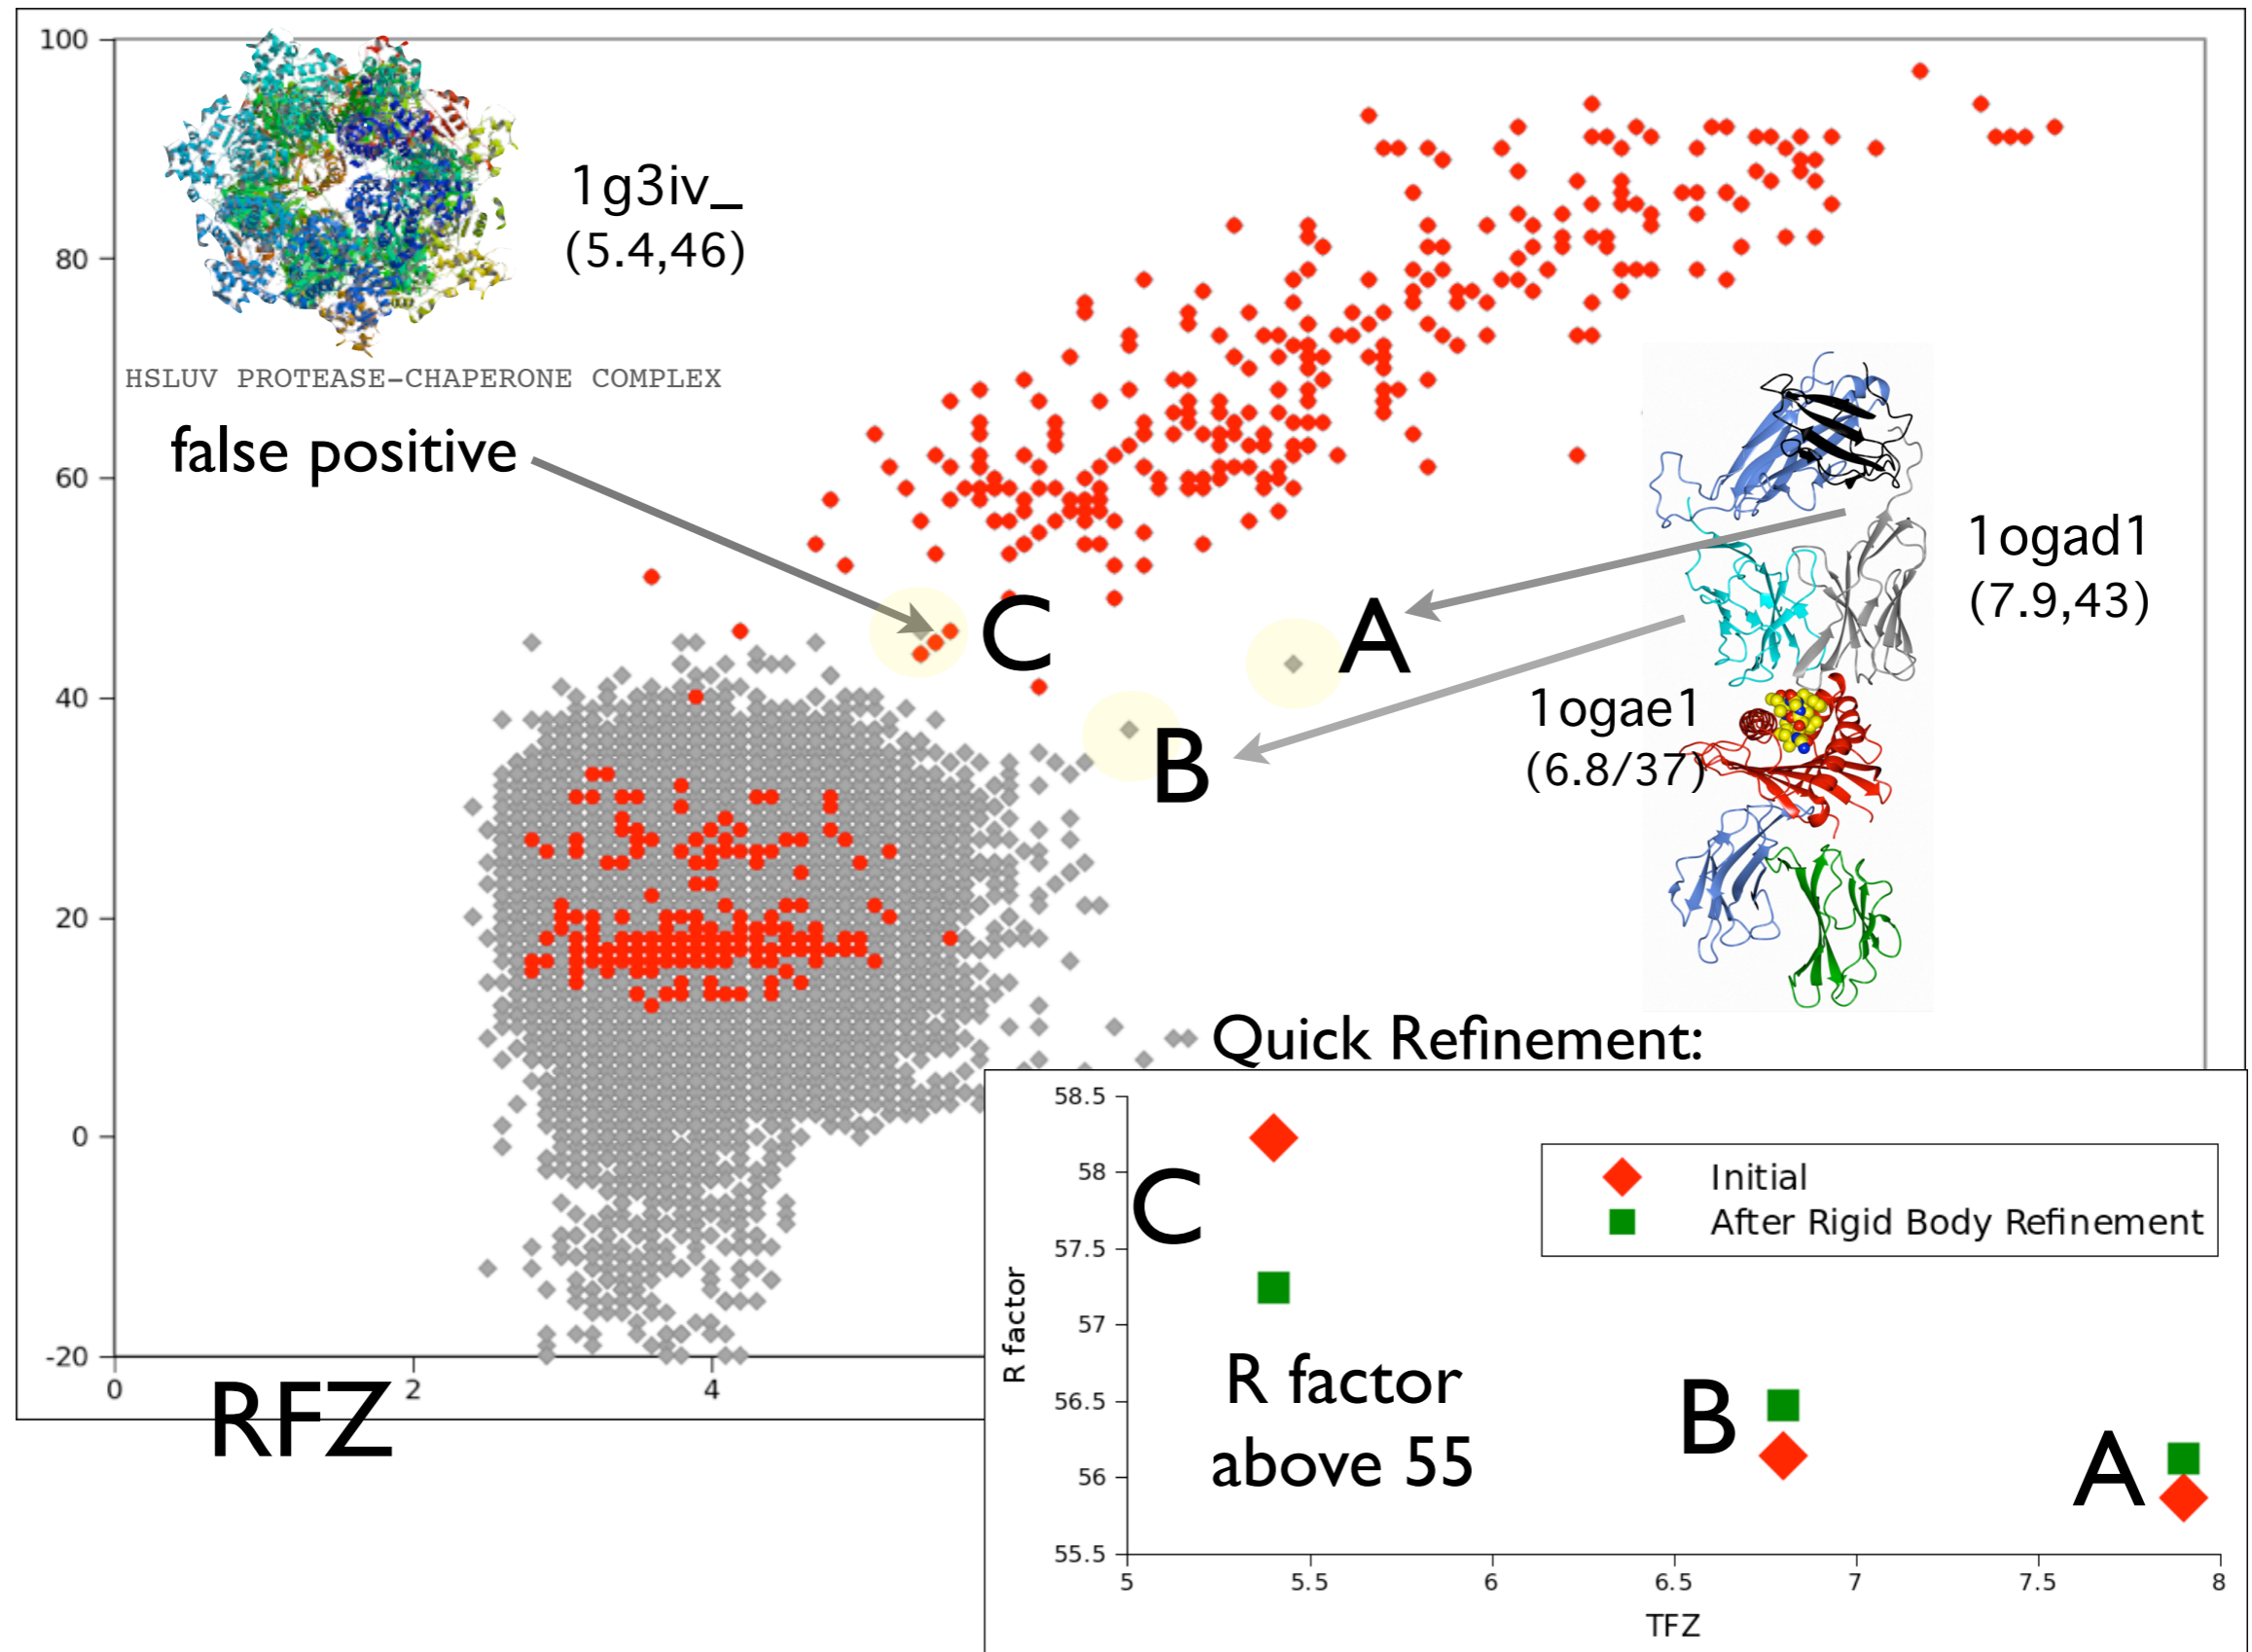 100
80
60
40
20
0
-20
0
2
4
RFZ
1g3iv_
(5.4,46)
HSLUV PROTEASE-CHAPERONE COMPLEX
false positive
C
A
B
1ogad1
(7.9,43)
1ogae1
(6.8/37)
Quick Refinement:
58.5
58
57.5
57
56.5
56
55.5
R factor
C
Initial
After Rigid Body Refinement
R factor
above 55
B
A
5
5.5
6
6.5
7
7.5
8
TFZ